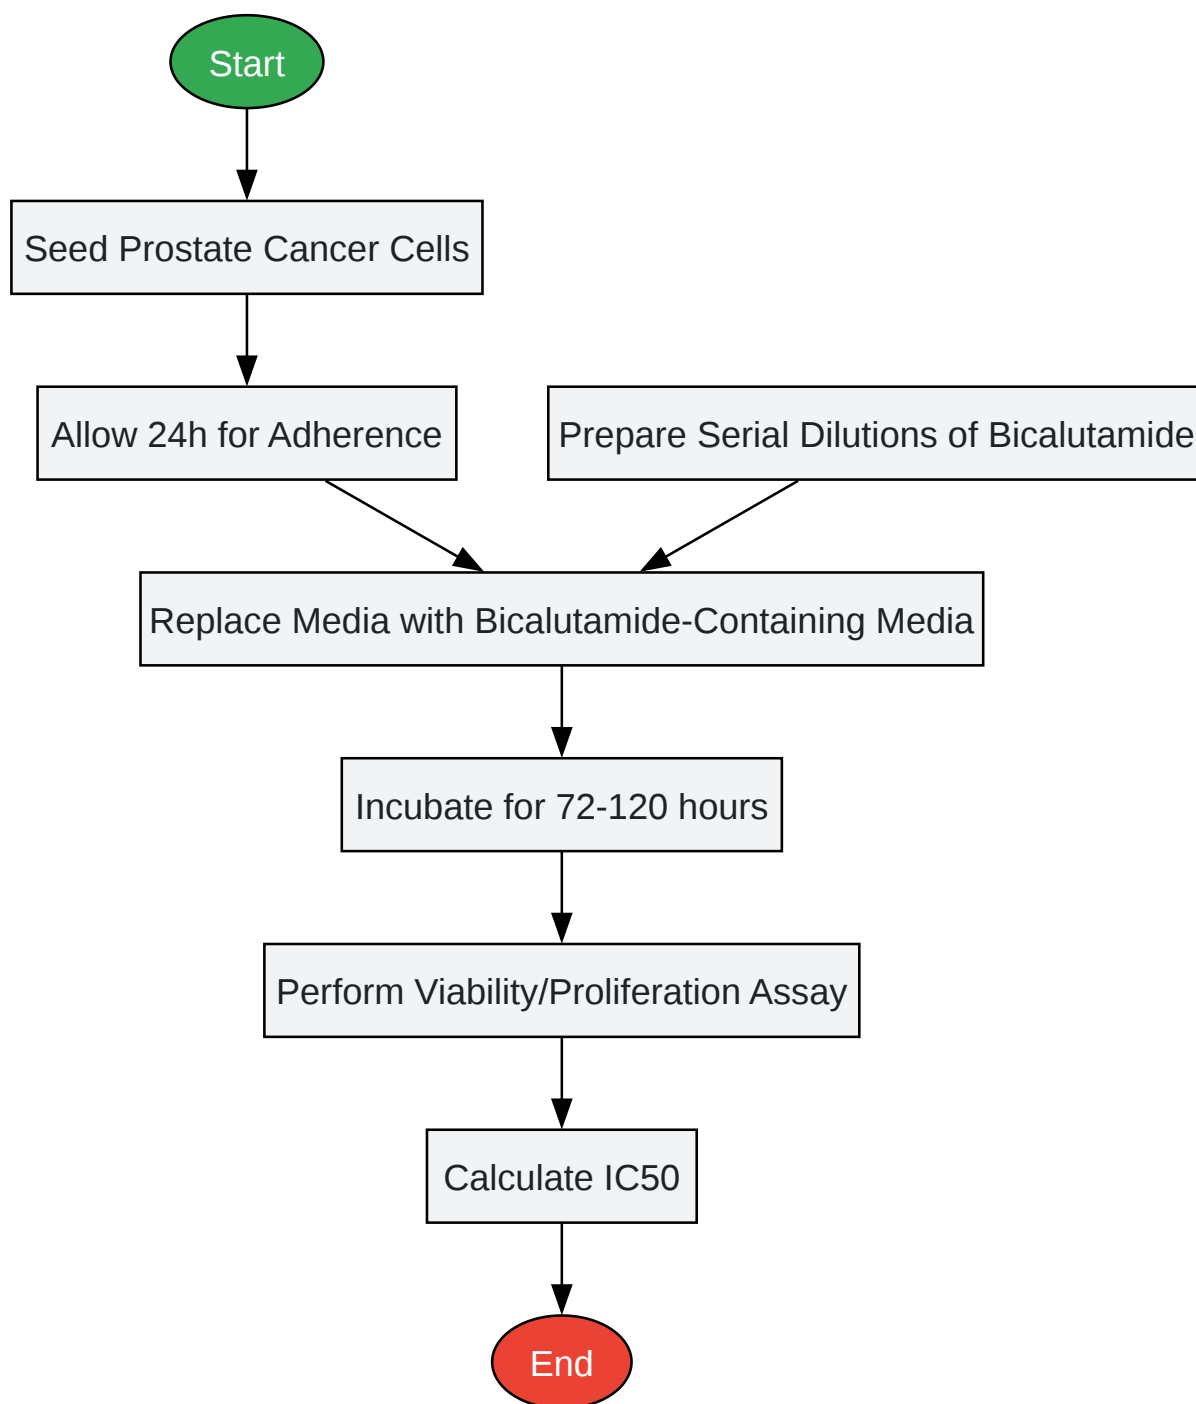 Start
Seed Prostate Cancer Cells
Allow 24h for Adherence
Prepare Serial Dilutions of Bicalutamide
Replace Media with Bicalutamide-Containing Media
Incubate for 72-120 hours
Perform Viability/Proliferation Assay
Calculate IC50
End